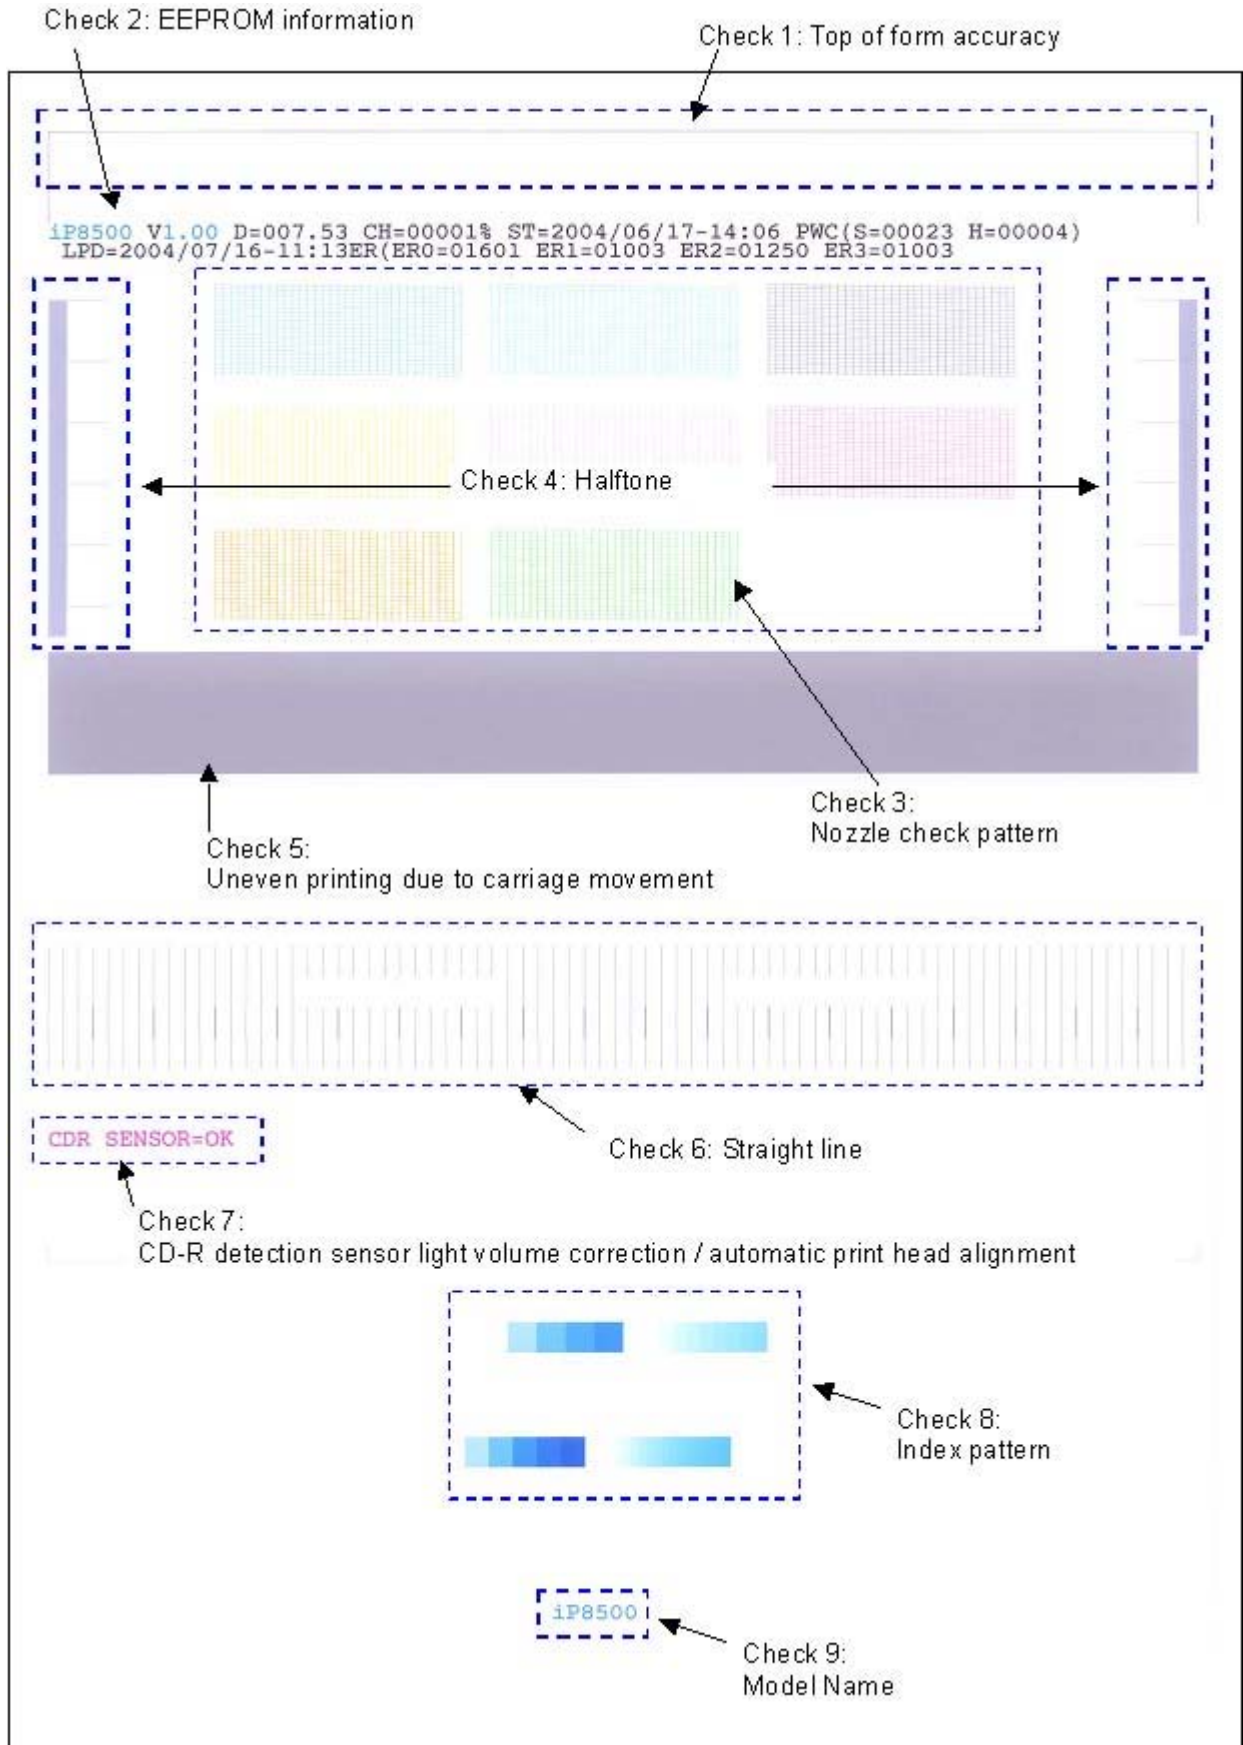 Check 2: EEPROM information
Check 1: Top of form accuracy
iP8500 V1.00 D=007.53 CH=00001% ST=2004/06/17-14:06 PWC(S=00023 H=00004)
LPD=2004/07/16-11:13ER(ER0=01601 ER1=01003 ER2=01250 ER3=01003
Check 4: Halftone
Check 3:
Nozzle check pattern
Check 5:
Uneven printing due to carriage movement
Check 6: Straight line
CDR SENSOR=OK
Check 7:
CD-R detection sensor light volume correction / automatic print head alignment
Check 8:
Index pattern
iP8500
Check 9:
Model Name